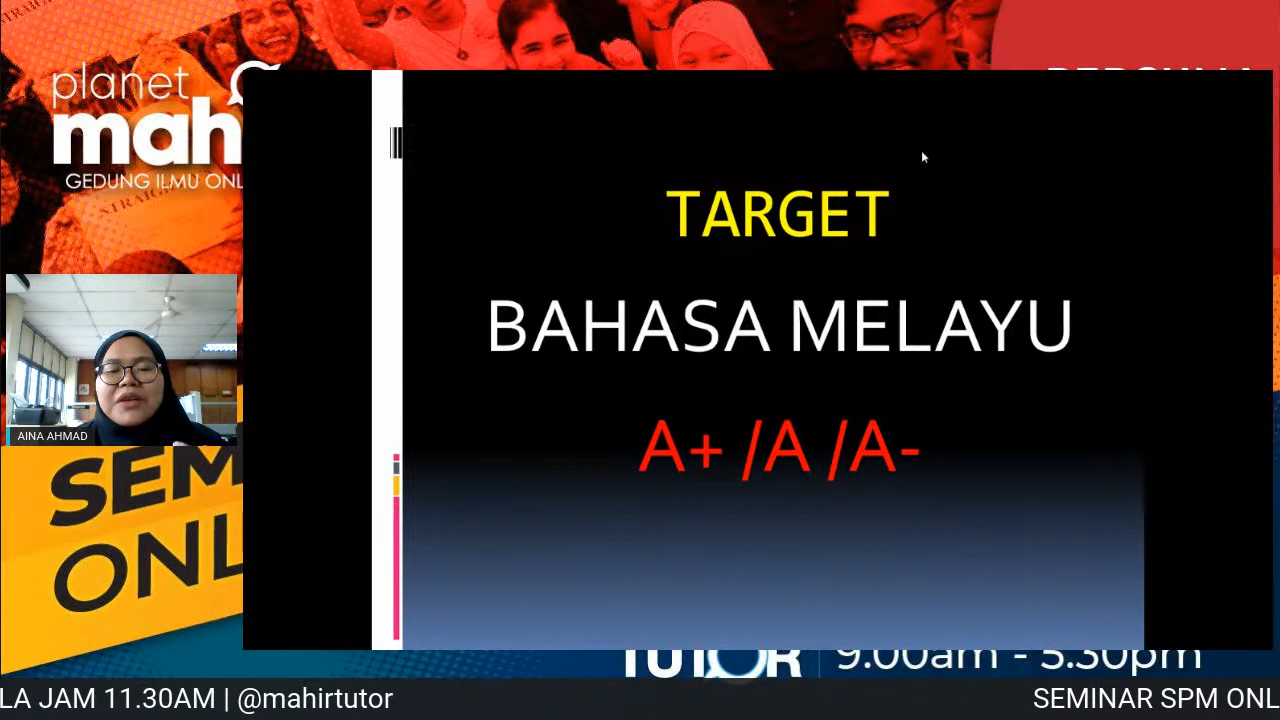 planet
mah
GEDUNG ILMU ONL
TARGET
BAHASA MELAYU
A+ /A /A-
AINA AHMAD
SEM
ONL
TUTOR
9.00am - 5.30pm
LA JAM 11.30AM | @mahirtutor
SEMINAR SPM ONL